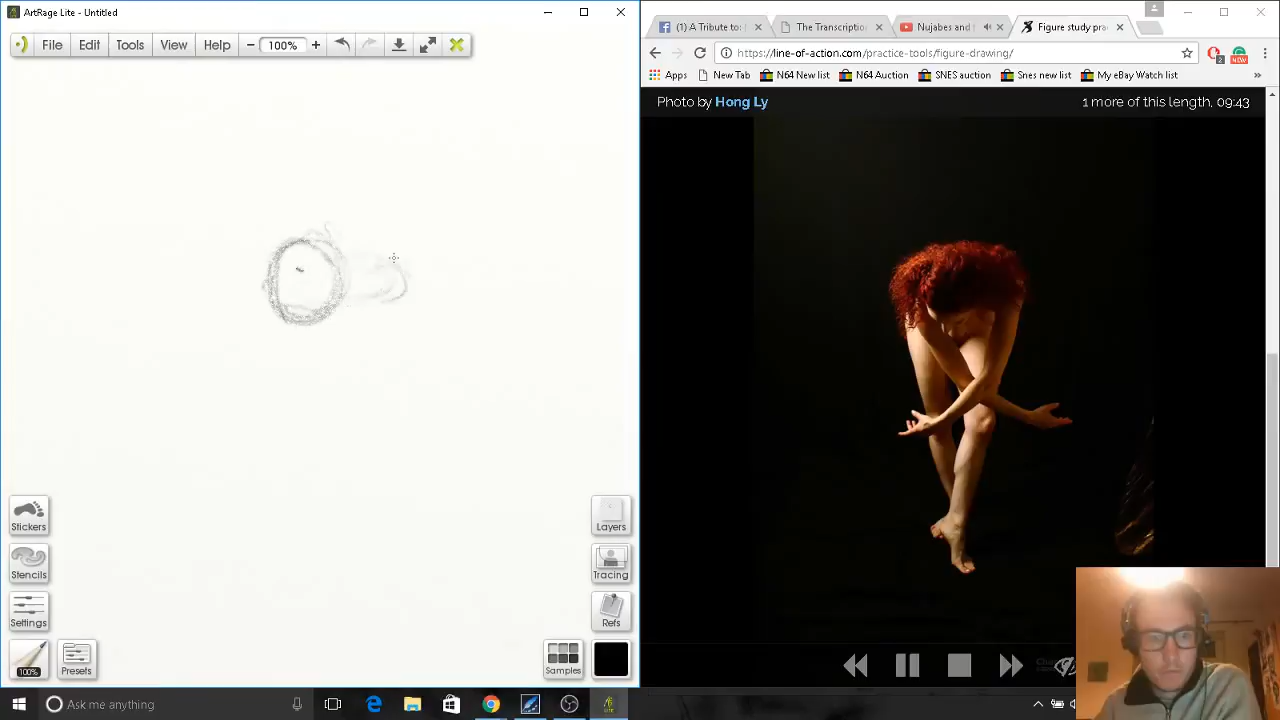 ArtRage Lite - Untitled
File Edit Tools View Help 100%
Stickers
Stencils
Settings
100%
Presets
Layers
Tracing
Refs
Samples
Ask me anything
(1) A Tribute to:
The Transcription
Nujabes and f
Figure study pra
https://line-of-action.com/practice-tools/figure-drawing/
2
NEW
Apps New Tab N64 New list N64 Auction SNES auction Snes new list My eBay Watch list
Photo by Hong Ly
1 more of this length. 09:43